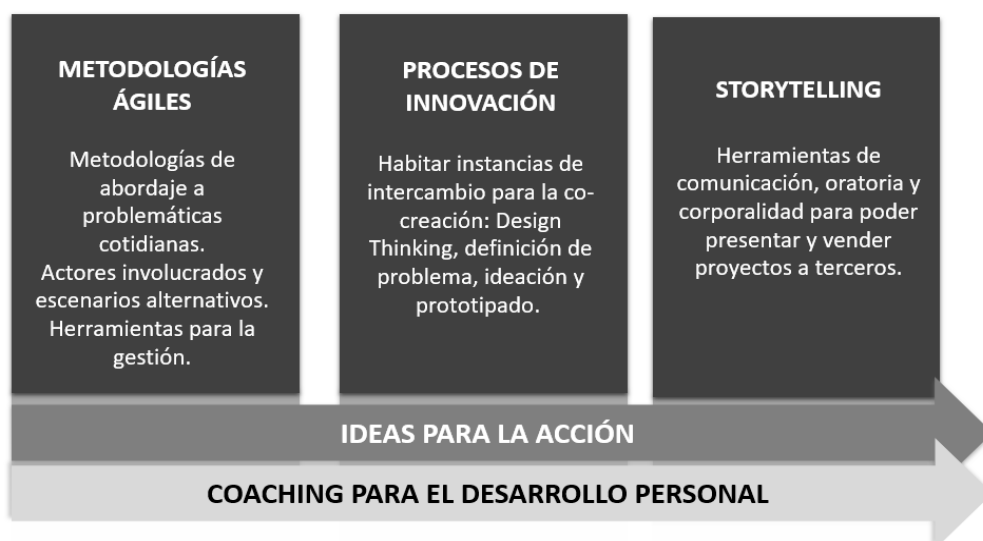 METODOLOGÍAS
ÁGILES
Metodologías de
abordaje a
problemáticas
cotidianas.
Actores involucrados y
escenarios alternativos.
Herramientas para la
gestión.
PROCESOS DE
INNOVACIÓN
Habitar instancias de
intercambio para la co-
creación: Design
Thinking, definición de
problema, ideación y
prototipado.
STORYTELLING
Herramientas de
comunicación, oratoria y
corporalidad para poder
presentar y vender
proyectos a terceros.
IDEAS PARA LA ACCIÓN
COACHING PARA EL DESARROLLO PERSONAL